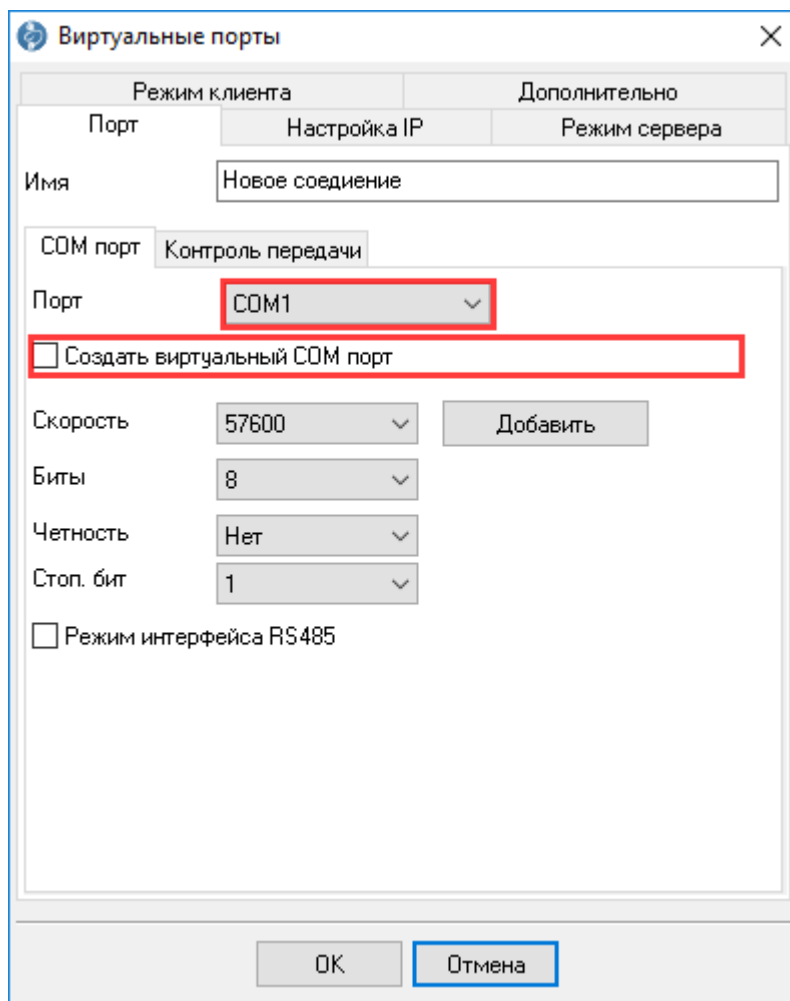 Виртуальные порты
Режим клиента Дополнительно
Порт Настройка IP Режим сервера
Имя Новое соедиение
COM порт Контроль передачи
Порт COM1
Создать виртуальный COM порт
Скорость 57600 Добавить
Биты 8
Четность Нет
Стоп. бит 1
Режим интерфейса RS485
OK Отмена